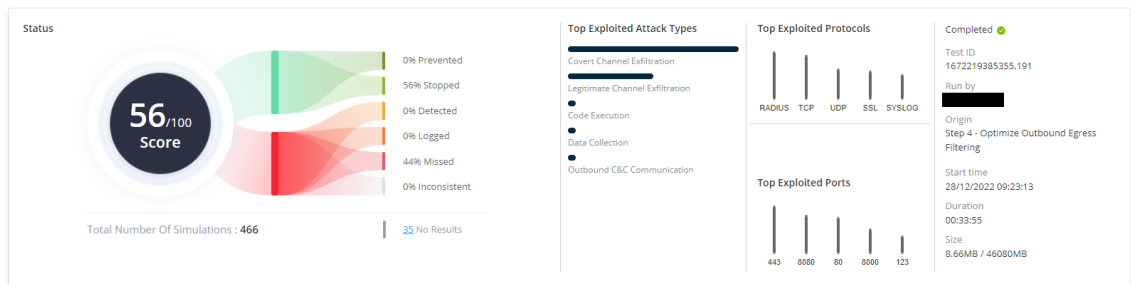 Status
56/100
Score
0% Prevented
56% Stopped
0% Detected
0% Logged
44% Missed
0% Inconsistent
Total Number Of Simulations : 466
35 No Results
Top Exploited Attack Types
Covert Channel Exfiltration
Legitimate Channel Exfiltration
Code Execution
Data Collection
Outbound C&C Communication
Top Exploited Protocols
RADIUS TCP UDP SSL SYSLOG
Top Exploited Ports
443 8080 80 8000 123
Completed
Test ID
1672219385355.191
Run by
Origin
Step 4 - Optimize Outbound Egress
Filtering
Start time
28/12/2022 09:23:13
Duration
00:33:55
Size
8.66MB / 46080MB